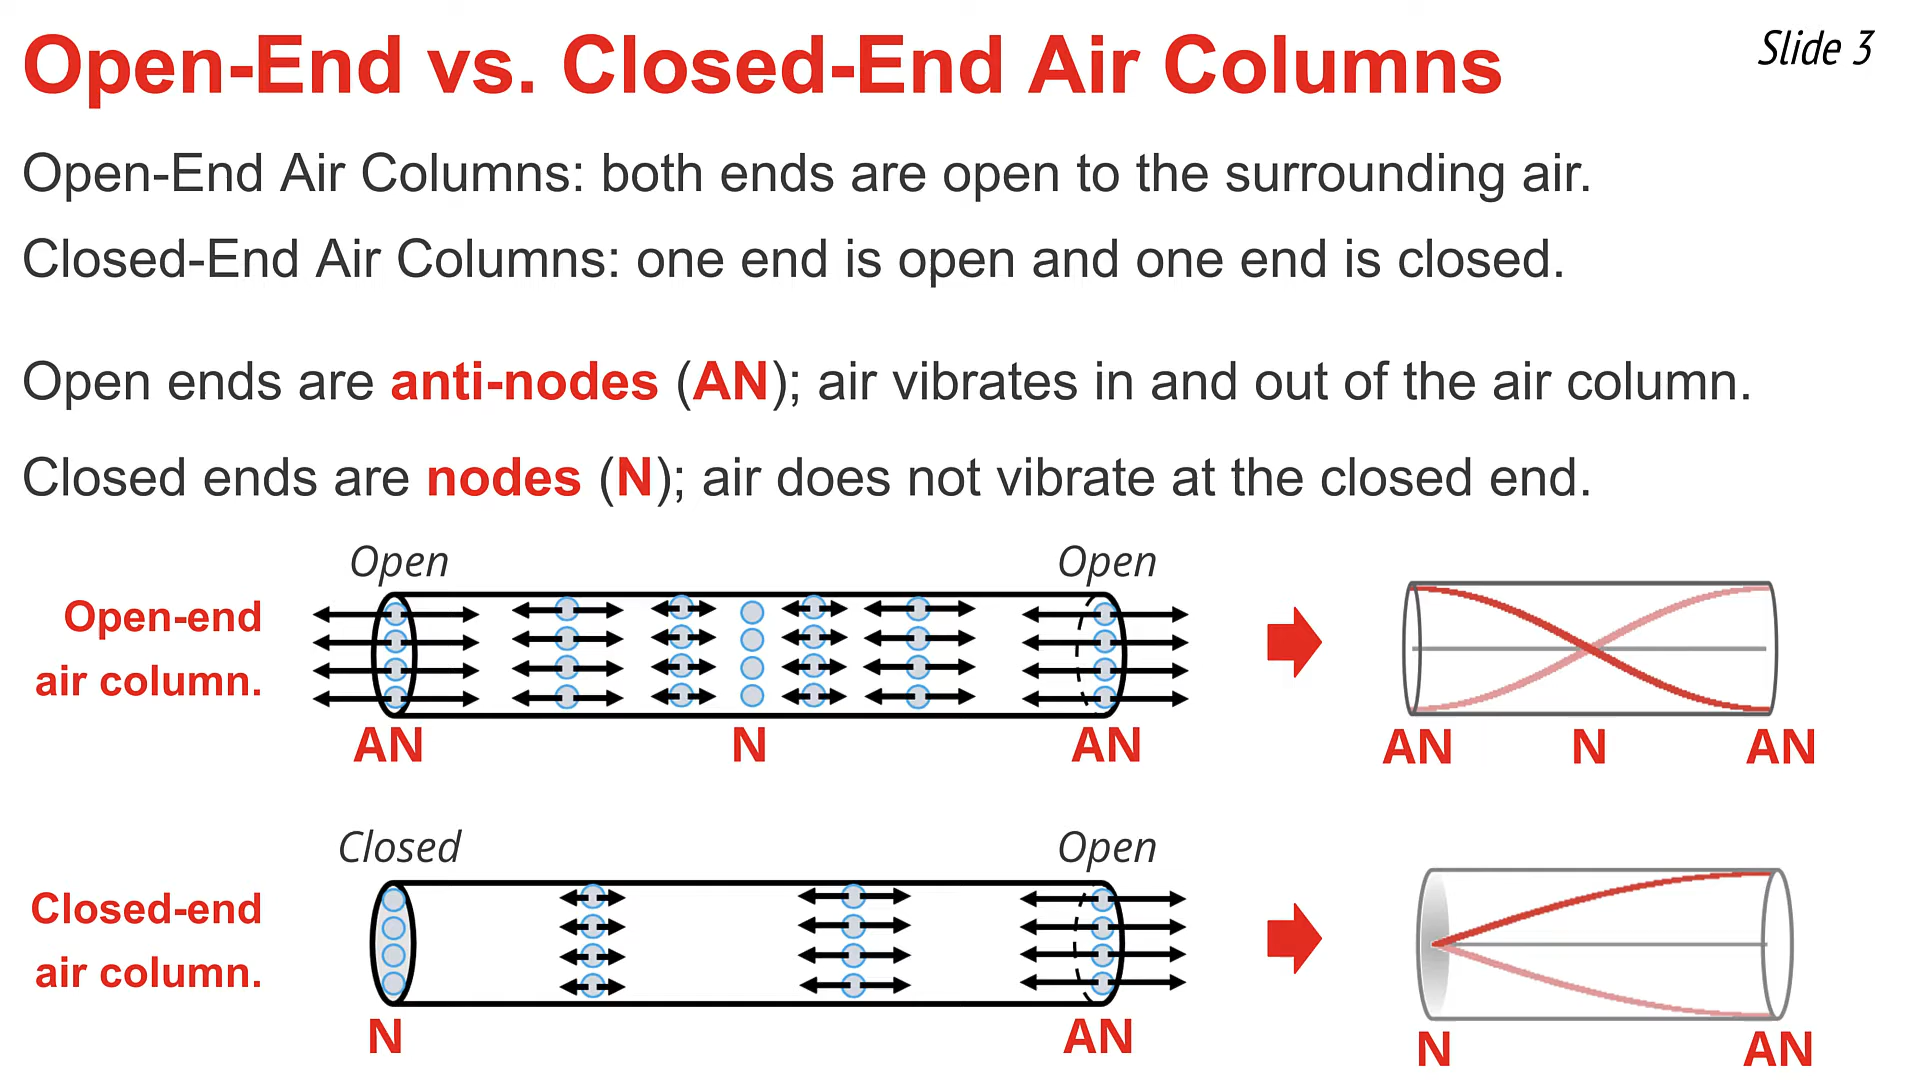 Open-End vs. Closed-End Air Columns
Slide 3
Open-End Air Columns: both ends are open to the surrounding air.
Closed-End Air Columns: one end is open and one end is closed.
Open ends are anti-nodes (AN); air vibrates in and out of the air column.
Closed ends are nodes (N); air does not vibrate at the closed end.
Open
Open
Open-end
air column.
AN
N
AN
AN
N
AN
Closed
Open
Closed-end
air column.
N
AN
N
AN